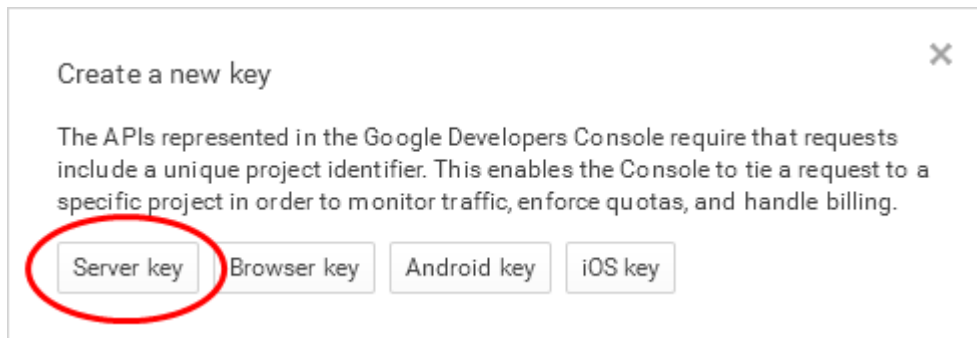 Create a new key
The APIs represented in the Google Developers Console require that requests
include a unique project identifier. This enables the Console to tie a request to a
specific project in order to monitor traffic, enforce quotas, and handle billing.
Server key Browser key Android key iOS key